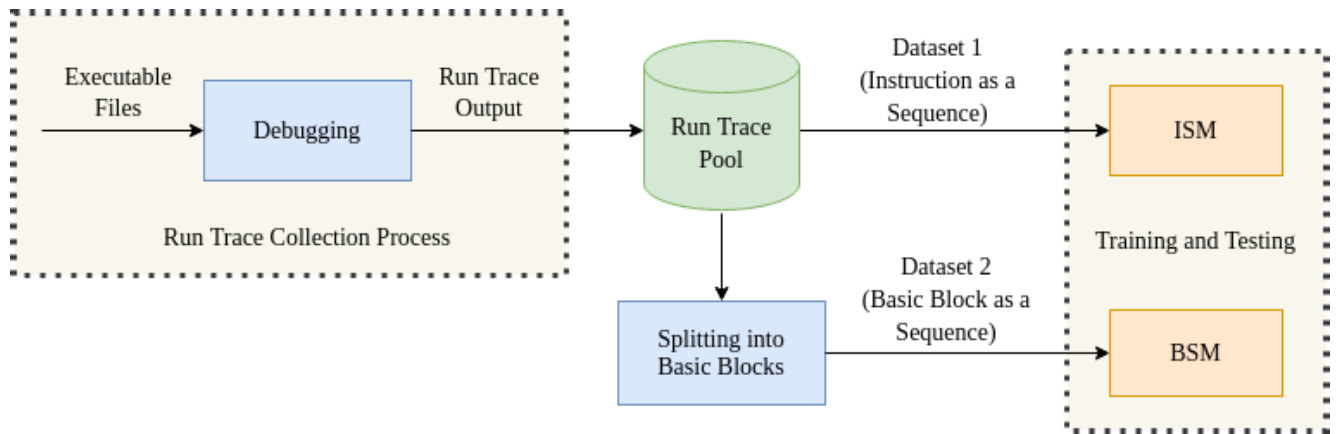 Executable
Files
Debugging
Run Trace
Output
Run Trace Collection Process
Run Trace
Pool
Dataset 1
(Instruction as a
Sequence)
ISM
Training and Testing
Splitting into
Basic Blocks
Dataset 2
(Basic Block as a
Sequence)
BSM